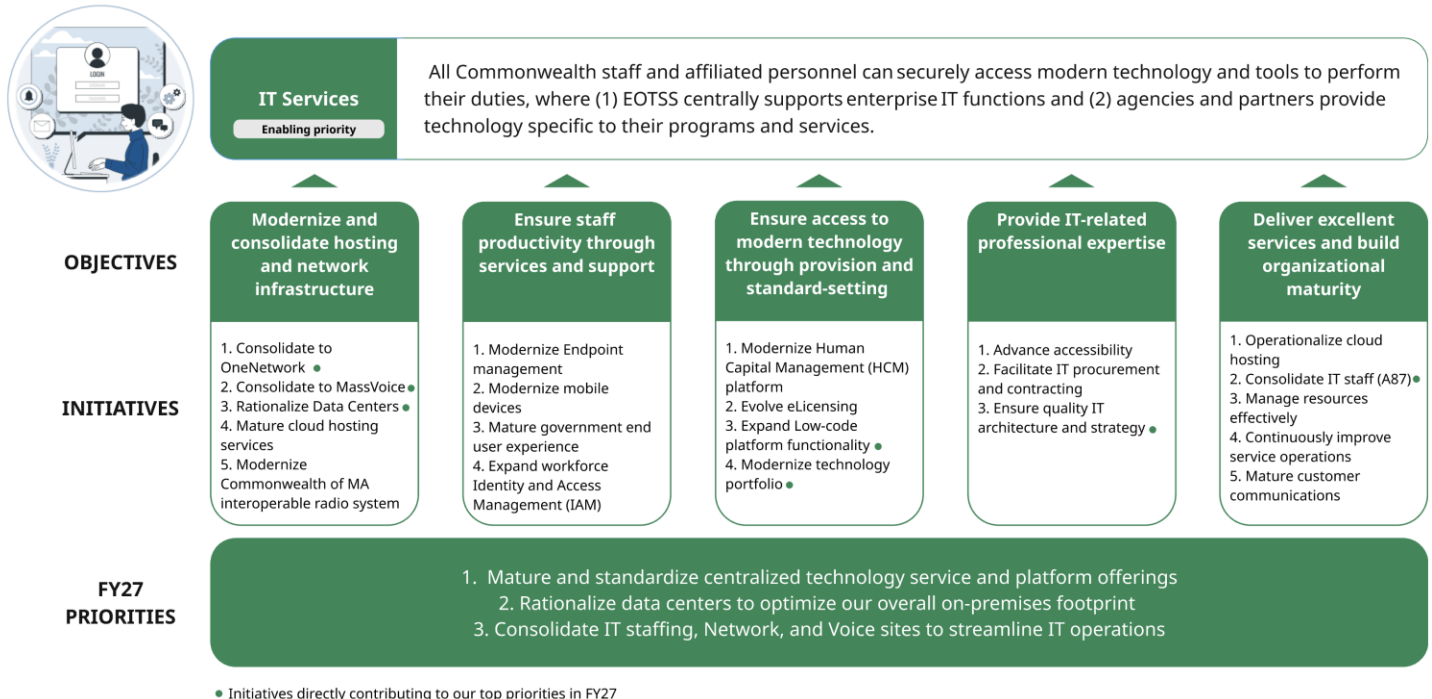 LOGIN
IT Services
Enabling priority
All Commonwealth staff and affiliated personnel can securely access modern technology and tools to perform
their duties, where (1) EOTSS centrally supports enterprise IT functions and (2) agencies and partners provide
technology specific to their programs and services.
OBJECTIVES
Modernize and
consolidate hosting
and network
infrastructure
Ensure staff
productivity through
services and support
Ensure access to
modern technology
through provision and
standard-setting
Provide IT-related
professional expertise
Deliver excellent
services and build
organizational
maturity
INITIATIVES
1. Consolidate to
OneNetwork ●
2. Consolidate to MassVoice ●
3. Rationalize Data Centers ●
4. Mature cloud hosting
services
5. Modernize
Commonwealth of MA
interoperable radio system
1. Modernize Endpoint
management
2. Modernize mobile
devices
3. Mature government end
user experience
4. Expand workforce
Identity and Access
Management (IAM)
1. Modernize Human
Capital Management (HCM)
platform
2. Evolve eLicensing
3. Expand Low-code
platform functionality ●
4. Modernize technology
portfolio ●
1. Advance accessibility
2. Facilitate IT procurement
and contracting
3. Ensure quality IT
architecture and strategy ●
1. Operationalize cloud
hosting
2. Consolidate IT staff (A87) ●
3. Manage resources
effectively
4. Continuously improve
service operations
5. Mature customer
communications
FY27
PRIORITIES
1. Mature and standardize centralized technology service and platform offerings
2. Rationalize data centers to optimize our overall on-premises footprint
3. Consolidate IT staffing, Network, and Voice sites to streamline IT operations
● Initiatives directly contributing to our top priorities in FY27